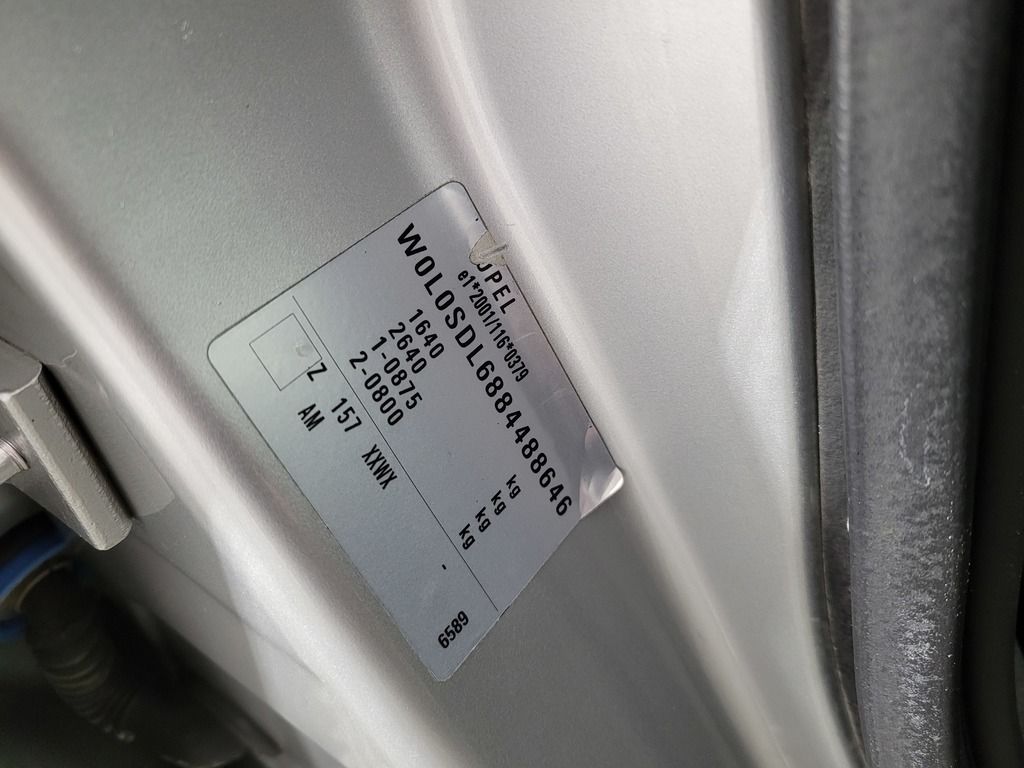 OPEL
e1*2001/116*0379
W0L0SDL6884488646
1640 kg
2640 kg
1-0875 kg
2-0800 kg
Z 157 XXWX - 6589
AM